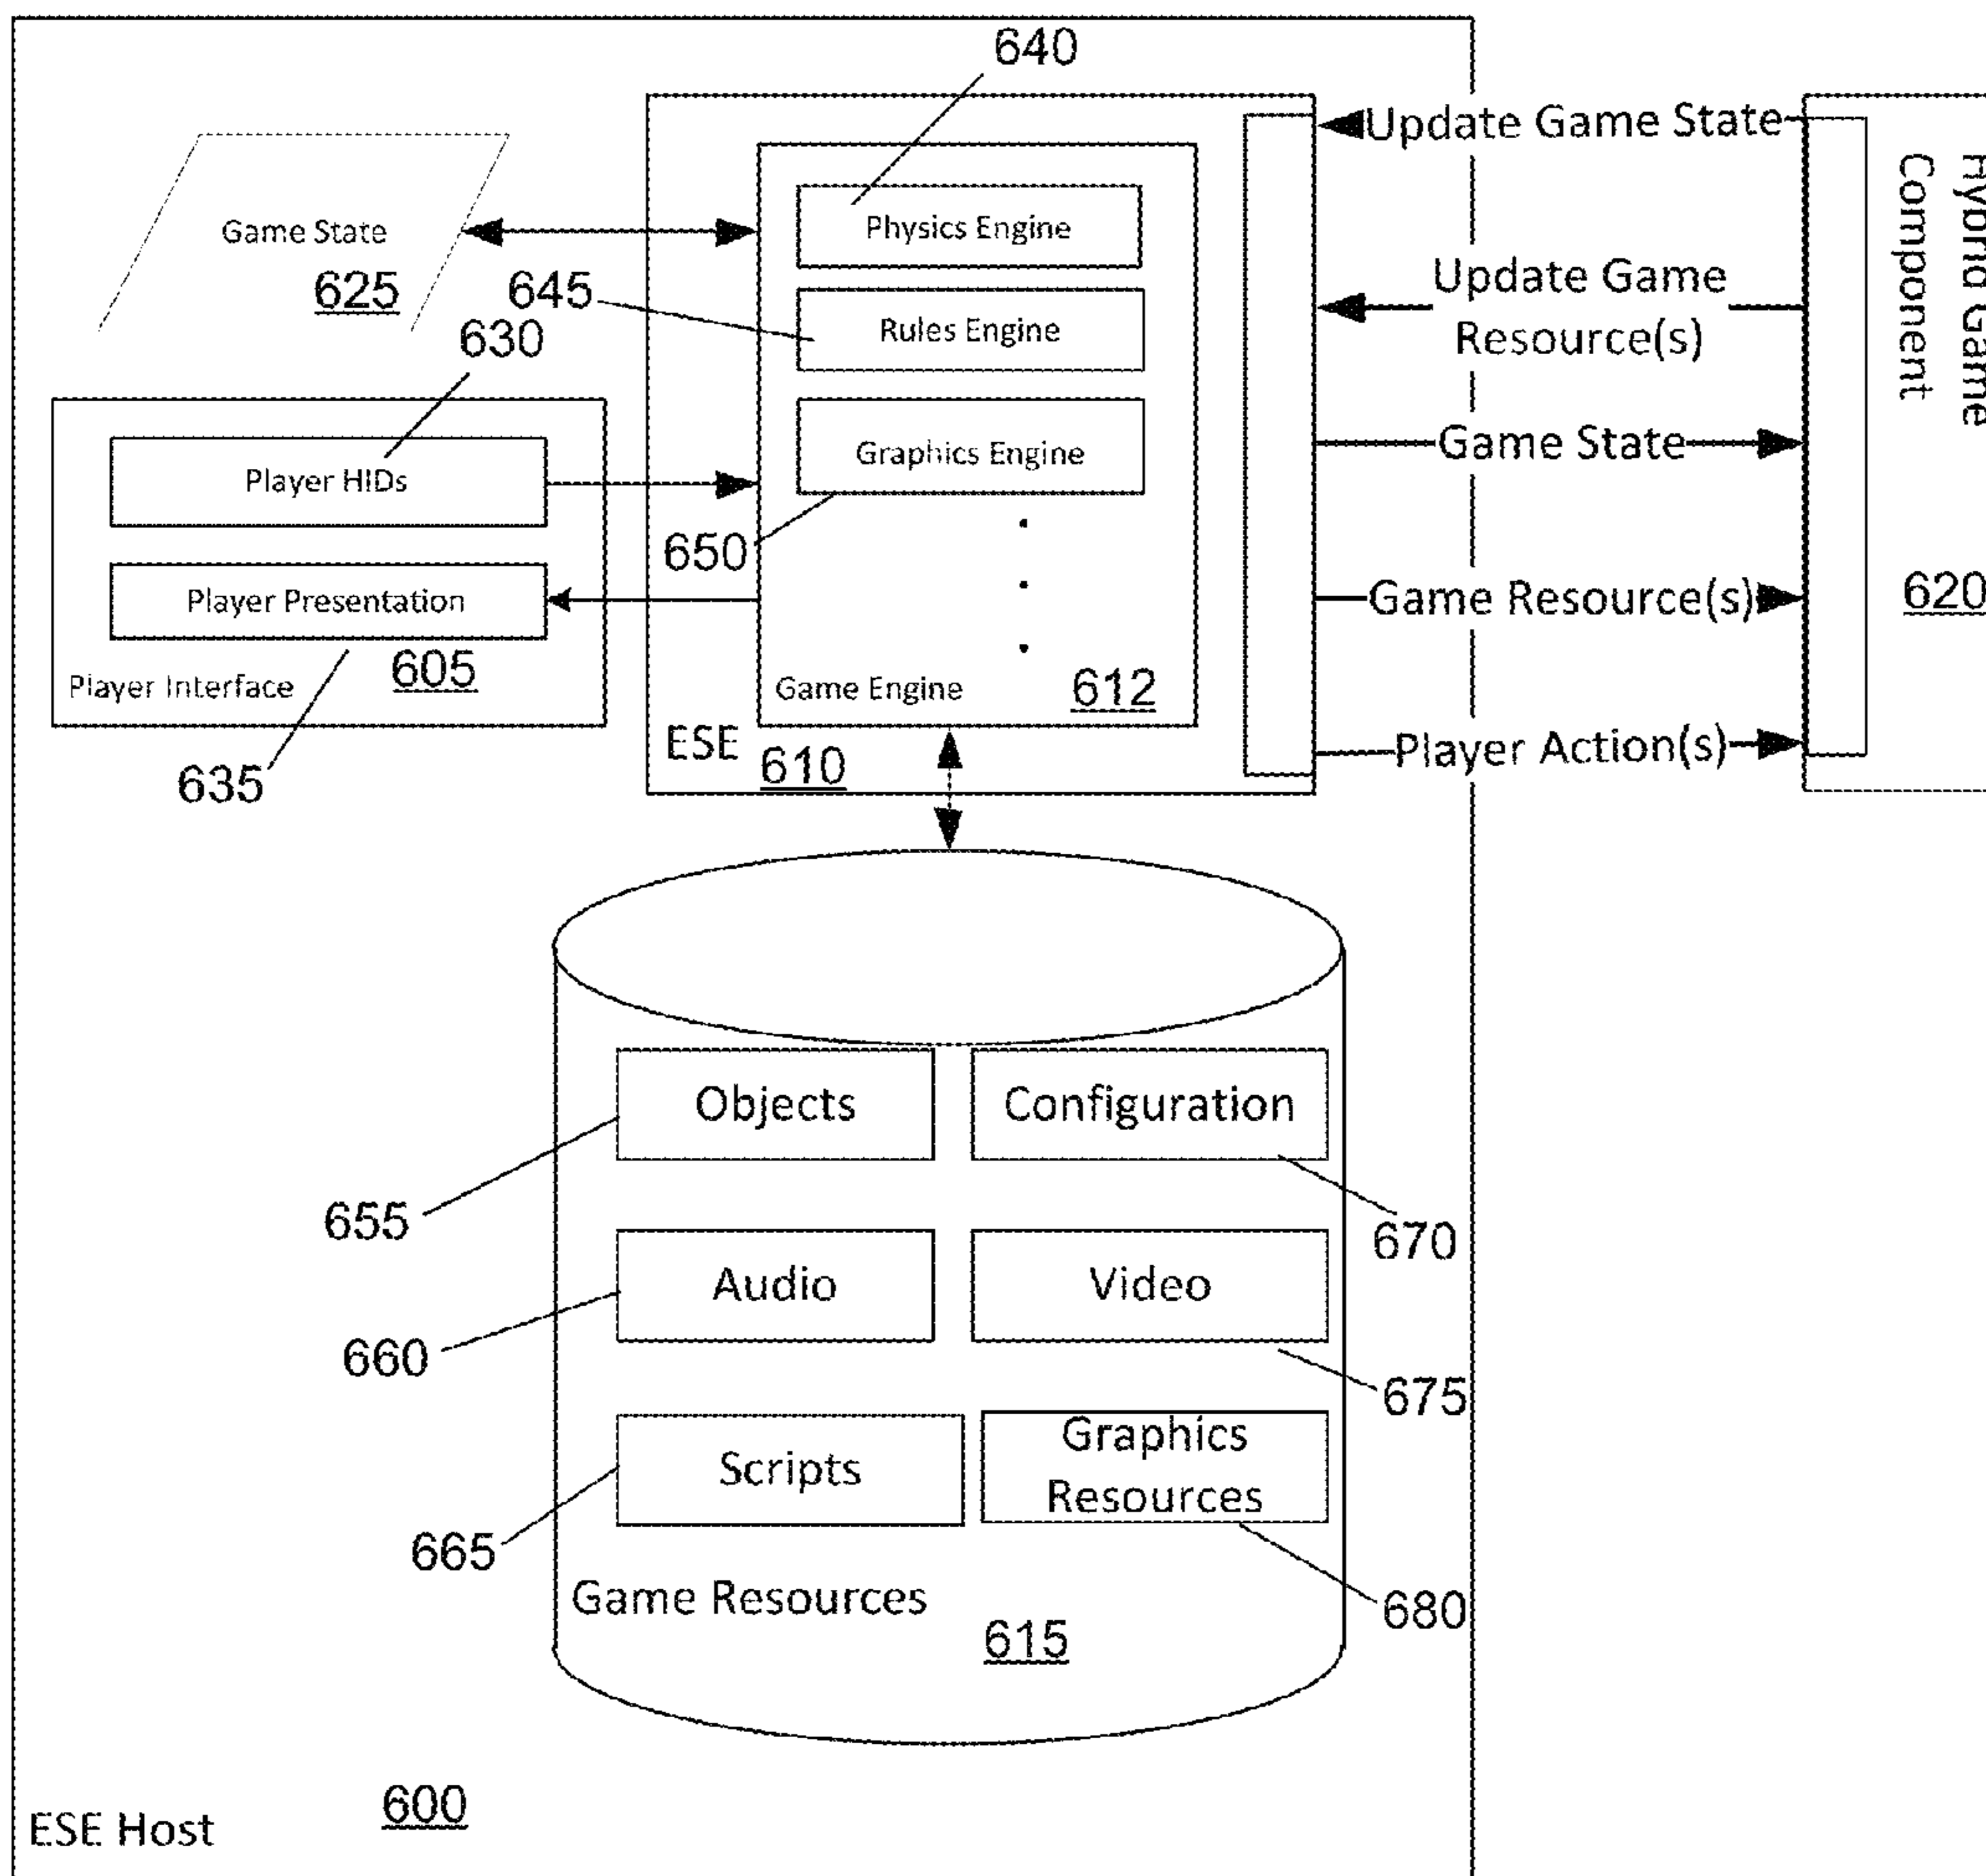 640
Update Game State
Hybrid Game
Component
Physics Engine
Game State
625
645
Update Game
Resource(s)
Rules Engine
630
Game State
Graphics Engine
Player HIDs
650
Game Resource(s)
620
Player Presentation
605
Player Interface
Game Engine
612
ESE
610
Player Action(s)
635
Objects
Configuration
655
670
Audio
Video
660
675
Scripts
Graphics
Resources
665
Game Resources
680
615
600
ESE Host